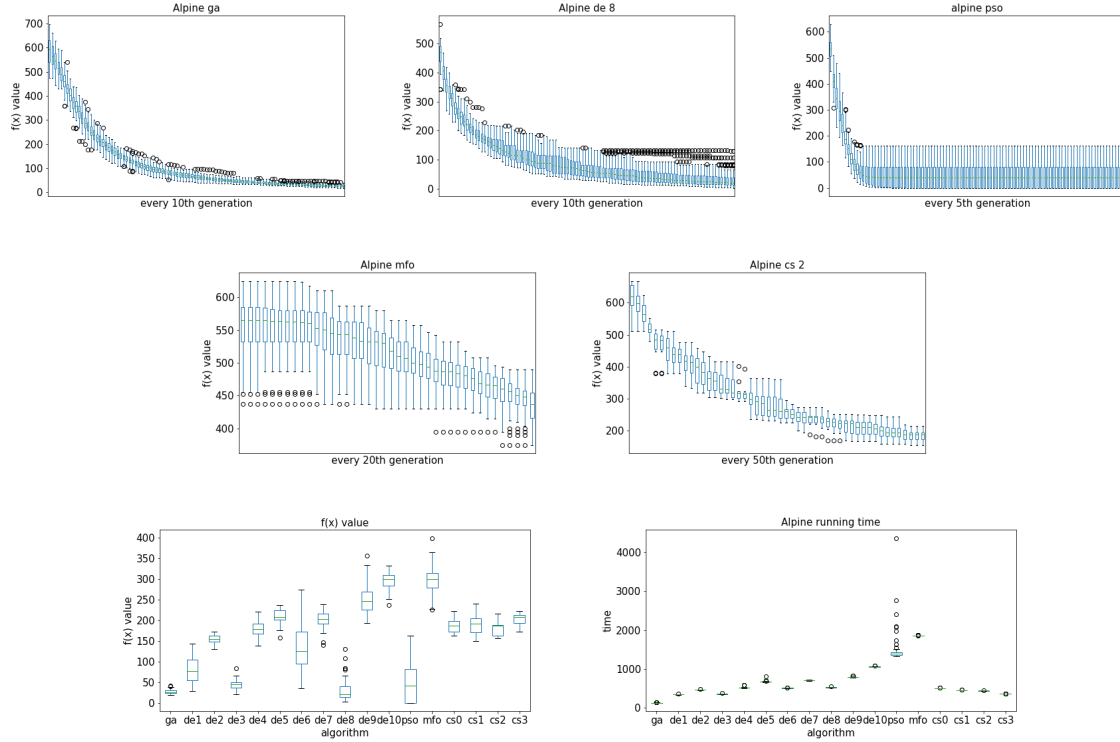 Alpine ga
f(x) value
700
600
500
400
300
200
100
0
every 10th generation
Alpine de 8
f(x) value
500
400
300
200
100
0
every 10th generation
alpine pso
f(x) value
600
500
400
300
200
100
0
every 5th generation
Alpine mfo
f(x) value
600
550
500
450
400
every 20th generation
Alpine cs 2
f(x) value
600
500
400
300
200
every 50th generation
f(x) value
f(x) value
400
350
300
250
200
150
100
50
0
ga de1 de2 de3 de4 de5 de6 de7 de8 de9 de10 pso mfo cs0 cs1 cs2 cs3
algorithm
Alpine running time
time
4000
3000
2000
1000
0
ga de1 de2 de3 de4 de5 de6 de7 de8 de9 de10 pso mfo cs0 cs1 cs2 cs3
algorithm